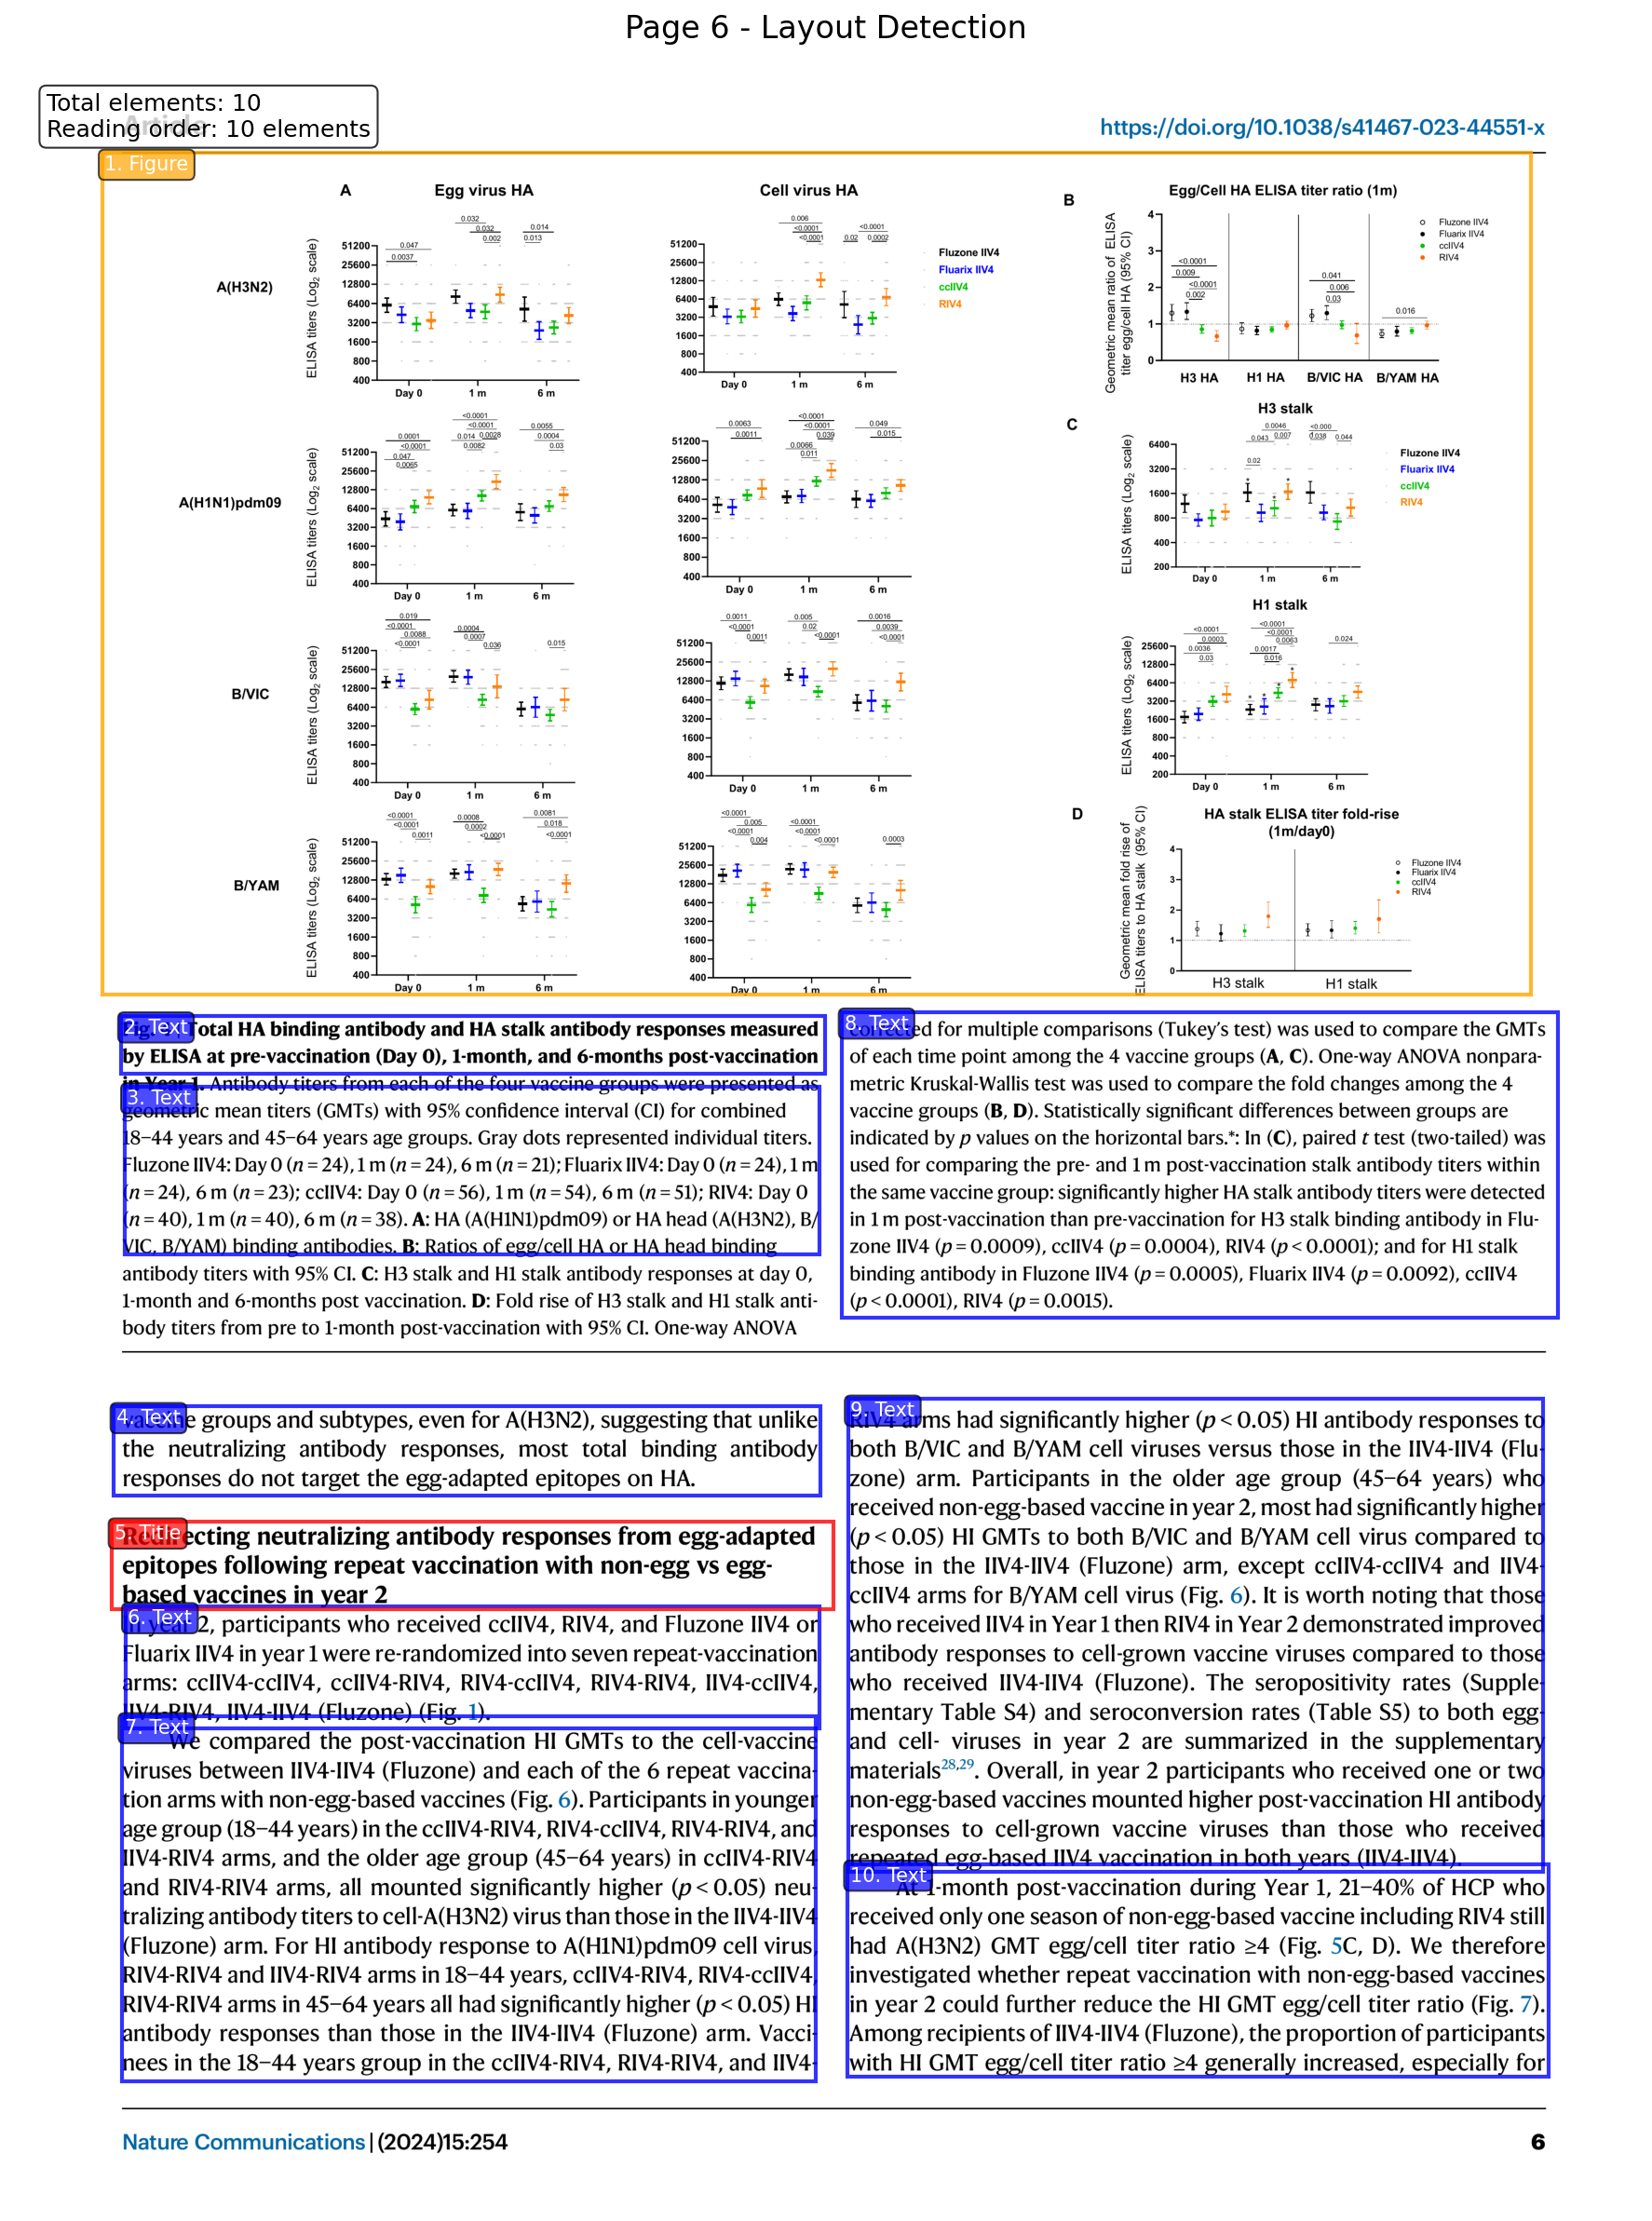 Page 6 - Layout Detection
Total elements: 10
Reading order: 10 elements
https://doi.org/10.1038/s41467-023-44551-x
1. Figure
A
Egg virus HA
Cell virus HA
B
Egg/Cell HA ELISA titer ratio (1m)
A(H3N2)
ELISA titers (Log2 scale)
Day 0 1 m 6 m
Fluzone IIV4
Fluarix IIV4
ccIIV4
RIV4
Geometric mean ratio of ELISA
titer egg/cell HA (95% CI)
H3 HA H1 HA B/VIC HA B/YAM HA
A(H1N1)pdm09
C
H3 stalk
H1 stalk
B/VIC
B/YAM
D
HA stalk ELISA titer fold-rise
(1m/day0)
Geometric mean fold rise of
ELISA titers to HA stalk (95% CI)
H3 stalk H1 stalk
2. Text
Total HA binding antibody and HA stalk antibody responses measured
by ELISA at pre-vaccination (Day 0), 1-month, and 6-months post-vaccination
in Year 1. Antibody titers from each of the four vaccine groups were presented as
3. Text
geometric mean titers (GMTs) with 95% confidence interval (CI) for combined
18–44 years and 45–64 years age groups. Gray dots represented individual titers.
Fluzone IIV4: Day 0 (n = 24), 1 m (n = 24), 6 m (n = 21); Fluarix IIV4: Day 0 (n = 24), 1 m
(n = 24), 6 m (n = 23); ccIIV4: Day 0 (n = 56), 1 m (n = 54), 6 m (n = 51); RIV4: Day 0
(n = 40), 1 m (n = 40), 6 m (n = 38). A: HA (A(H1N1)pdm09) or HA head (A(H3N2), B/
VIC, B/YAM) binding antibodies. B: Ratios of egg/cell HA or HA head binding
antibody titers with 95% CI. C: H3 stalk and H1 stalk antibody responses at day 0,
1-month and 6-months post vaccination. D: Fold rise of H3 stalk and H1 stalk anti-
body titers from pre to 1-month post-vaccination with 95% CI. One-way ANOVA
8. Text
corrected for multiple comparisons (Tukey's test) was used to compare the GMTs
of each time point among the 4 vaccine groups (A, C). One-way ANOVA nonpara-
metric Kruskal-Wallis test was used to compare the fold changes among the 4
vaccine groups (B, D). Statistically significant differences between groups are
indicated by p values on the horizontal bars.*: In (C), paired t test (two-tailed) was
used for comparing the pre- and 1 m post-vaccination stalk antibody titers within
the same vaccine group: significantly higher HA stalk antibody titers were detected
in 1 m post-vaccination than pre-vaccination for H3 stalk binding antibody in Flu-
zone IIV4 (p = 0.0009), ccIIV4 (p = 0.0004), RIV4 (p < 0.0001); and for H1 stalk
binding antibody in Fluzone IIV4 (p = 0.0005), Fluarix IIV4 (p = 0.0092), ccIIV4
(p < 0.0001), RIV4 (p = 0.0015).
4. Text
vaccine groups and subtypes, even for A(H3N2), suggesting that unlike
the neutralizing antibody responses, most total binding antibody
responses do not target the egg-adapted epitopes on HA.
5. Title
Redirecting neutralizing antibody responses from egg-adapted
epitopes following repeat vaccination with non-egg vs egg-
based vaccines in year 2
6. Text
In year 2, participants who received ccIIV4, RIV4, and Fluzone IIV4 or
Fluarix IIV4 in year 1 were re-randomized into seven repeat-vaccination
arms: ccIIV4-ccIIV4, ccIIV4-RIV4, RIV4-ccIIV4, RIV4-RIV4, IIV4-ccIIV4,
IIV4-RIV4, IIV4-IIV4 (Fluzone) (Fig. 1).
7. Text
We compared the post-vaccination HI GMTs to the cell-vaccine
viruses between IIV4-IIV4 (Fluzone) and each of the 6 repeat vaccina-
tion arms with non-egg-based vaccines (Fig. 6). Participants in younger
age group (18–44 years) in the ccIIV4-RIV4, RIV4-ccIIV4, RIV4-RIV4, and
IIV4-RIV4 arms, and the older age group (45–64 years) in ccIIV4-RIV4
and RIV4-RIV4 arms, all mounted significantly higher (p < 0.05) neu-
tralizing antibody titers to cell-A(H3N2) virus than those in the IIV4-IIV4
(Fluzone) arm. For HI antibody response to A(H1N1)pdm09 cell virus,
RIV4-RIV4 and IIV4-RIV4 arms in 18–44 years, ccIIV4-RIV4, RIV4-ccIIV4,
RIV4-RIV4 arms in 45–64 years all had significantly higher (p < 0.05) HI
antibody responses than those in the IIV4-IIV4 (Fluzone) arm. Vacci-
nees in the 18–44 years group in the ccIIV4-RIV4, RIV4-RIV4, and IIV4-
9. Text
RIV4 arms had significantly higher (p < 0.05) HI antibody responses to
both B/VIC and B/YAM cell viruses versus those in the IIV4-IIV4 (Flu-
zone) arm. Participants in the older age group (45–64 years) who
received non-egg-based vaccine in year 2, most had significantly higher
(p < 0.05) HI GMTs to both B/VIC and B/YAM cell virus compared to
those in the IIV4-IIV4 (Fluzone) arm, except ccIIV4-ccIIV4 and IIV4-
ccIIV4 arms for B/YAM cell virus (Fig. 6). It is worth noting that those
who received IIV4 in Year 1 then RIV4 in Year 2 demonstrated improved
antibody responses to cell-grown vaccine viruses compared to those
who received IIV4-IIV4 (Fluzone). The seropositivity rates (Supple-
mentary Table S4) and seroconversion rates (Table S5) to both egg-
and cell- viruses in year 2 are summarized in the supplementary
materials28,29. Overall, in year 2 participants who received one or two
non-egg-based vaccines mounted higher post-vaccination HI antibody
responses to cell-grown vaccine viruses than those who received
repeated egg-based IIV4 vaccination in both years (IIV4-IIV4).
10. Text
At 1-month post-vaccination during Year 1, 21–40% of HCP who
received only one season of non-egg-based vaccine including RIV4 still
had A(H3N2) GMT egg/cell titer ratio ≥4 (Fig. 5C, D). We therefore
investigated whether repeat vaccination with non-egg-based vaccines
in year 2 could further reduce the HI GMT egg/cell titer ratio (Fig. 7).
Among recipients of IIV4-IIV4 (Fluzone), the proportion of participants
with HI GMT egg/cell titer ratio ≥4 generally increased, especially for
Nature Communications | (2024)15:254
6